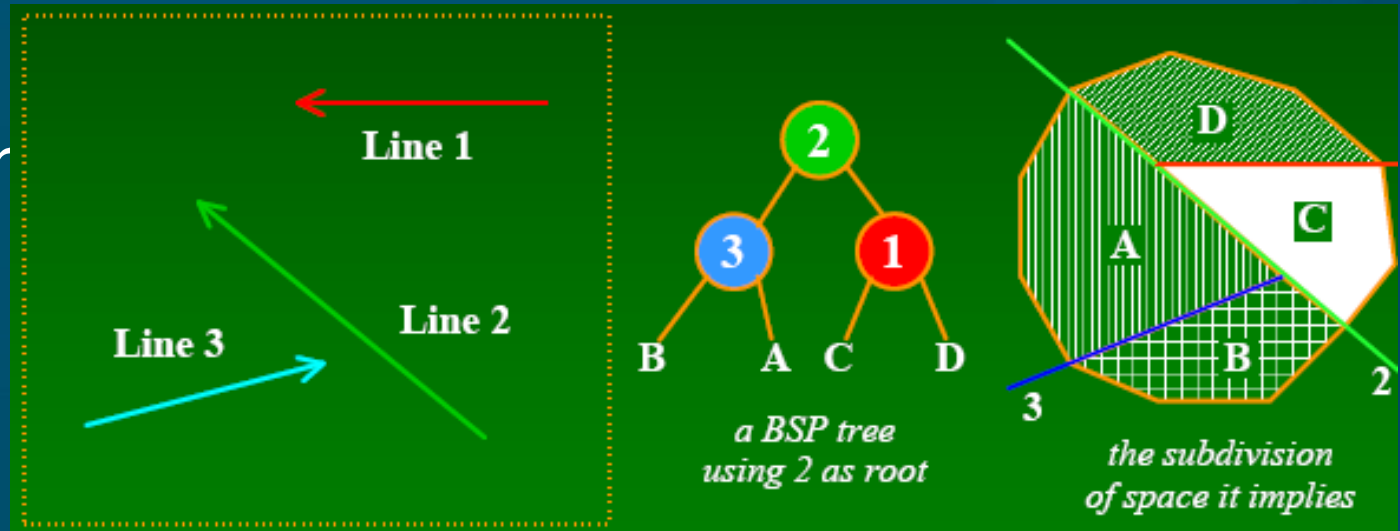 Line 1
Line 2
Line 3
2
3
1
B A C D
a BSP tree
using 2 as root
D
A
C
B
3
2
the subdivision
of space it implies